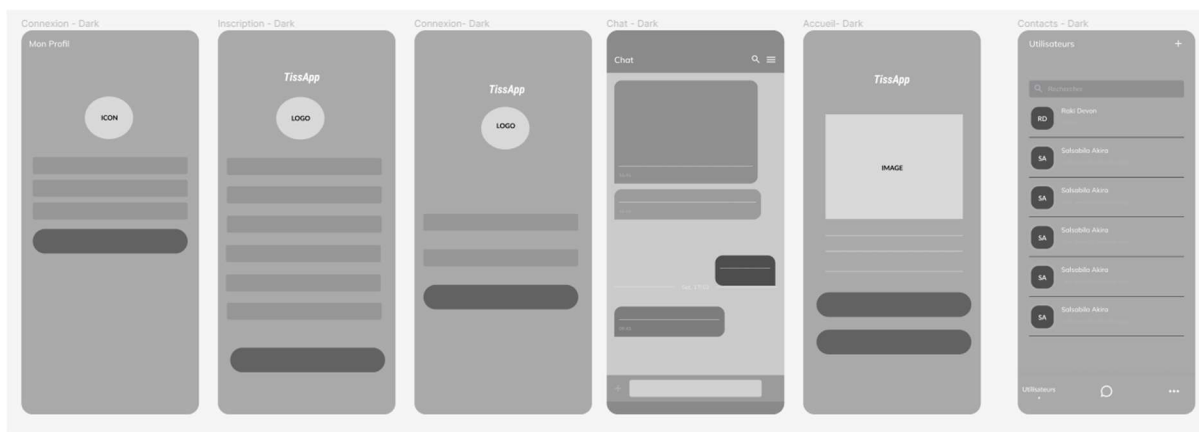 Connexion - Dark
Mon Profil
ICON
Inscription - Dark
TissApp
LOGO
Connexion- Dark
TissApp
LOGO
Chat - Dark
Chat
Accueil- Dark
TissApp
IMAGE
Contacts - Dark
Utilisateurs
+
Rechercher
RD
Raki Devon
SA
Salsabila Akira
SA
Salsabila Akira
SA
Salsabila Akira
SA
Salsabila Akira
SA
Salsabila Akira
Utilisateurs